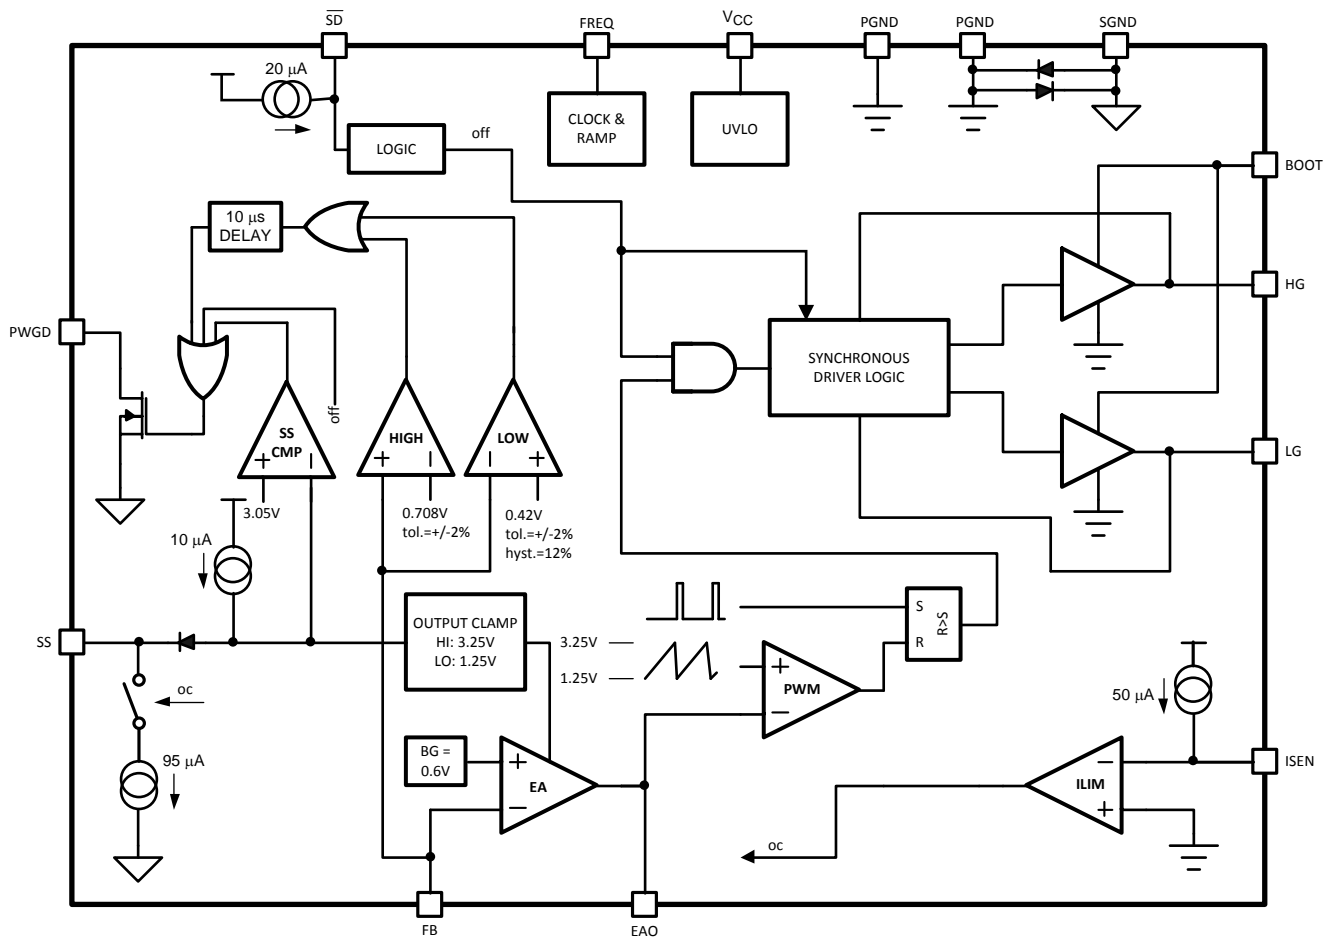 SD
FREQ
VCC
PGND
PGND
SGND
20 μA
LOGIC
off
CLOCK &
RAMP
UVLO
BOOT
10 μs
DELAY
HG
PWGD
SYNCHRONOUS
DRIVER LOGIC
off
SS
CMP
+
–
HIGH
+
–
LOW
–
+
LG
3.05V
0.708V
tol.=+/-2%
0.42V
tol.=+/-2%
hyst.=12%
10 μA
SS
OUTPUT CLAMP
HI: 3.25V
LO: 1.25V
3.25V
1.25V
S
R
R>S
+
PWM
–
oc
50 μA
95 μA
BG =
0.6V
+
EA
–
–
ILIM
+
ISEN
oc
FB
EAO